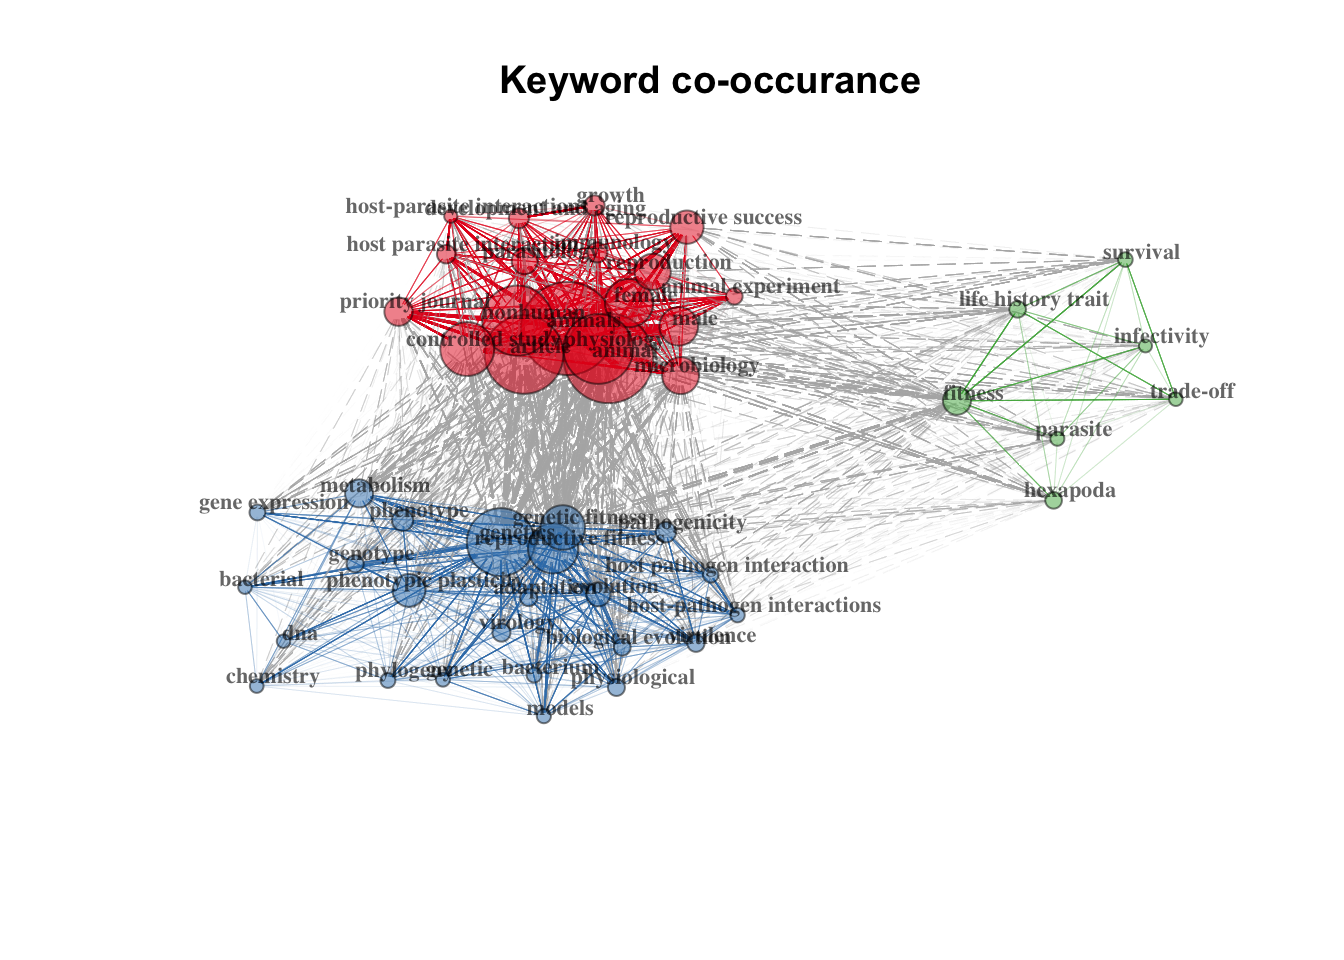 Keyword co-occurance
growth
host-parasite interactions
development and aging
reproductive success
host parasite interaction
immunology
parasitology
survival
reproduction
animal experiment
female
life history trait
priority journal
nonhuman
animals
male
infectivity
controlled study
physiology
article
animal
microbiology
fitness
trade-off
parasite
hexapoda
metabolism
gene expression
phenotype
genetic fitness
pathogenicity
genetics
reproductive fitness
genotype
host pathogen interaction
bacterial
phenotypic plasticity
adaptation
evolution
host-pathogen interactions
virology
dna
biological evolution
virulence
chemistry
phylogeny
genetic
bacterium
physiological
models